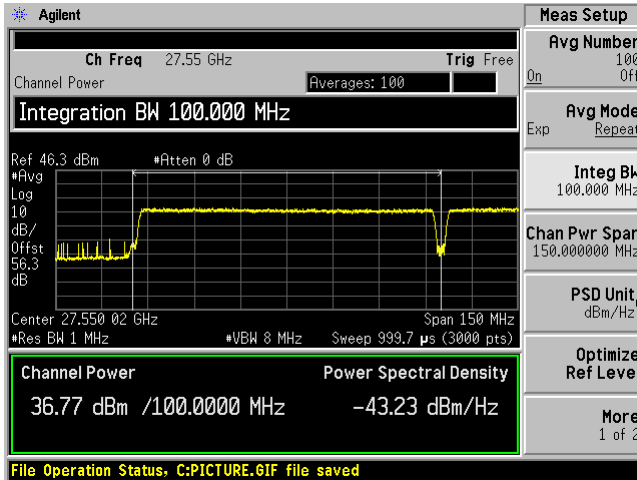 Agilent
Ch Freq 27.55 GHz Trig Free
Channel Power Averages: 100
Integration BW 100.000 MHz
Ref 46.3 dBm #Atten 0 dB
#Avg
Log
10
dB/
Offst
56.3
dB
Center 27.550 02 GHz Span 150 MHz
#Res BW 1 MHz #VBW 8 MHz Sweep 999.7 µs (3000 pts)
Channel Power Power Spectral Density
36.77 dBm /100.0000 MHz -43.23 dBm/Hz
File Operation Status, C:PICTURE.GIF file saved
Meas Setup
Avg Number
100
On Off
Avg Mode
Exp Repeat
Integ BW
100.000 MHz
Chan Pwr Span
150.000000 MHz
PSD Unit
dBm/Hz
Optimize
Ref Level
More
1 of 2